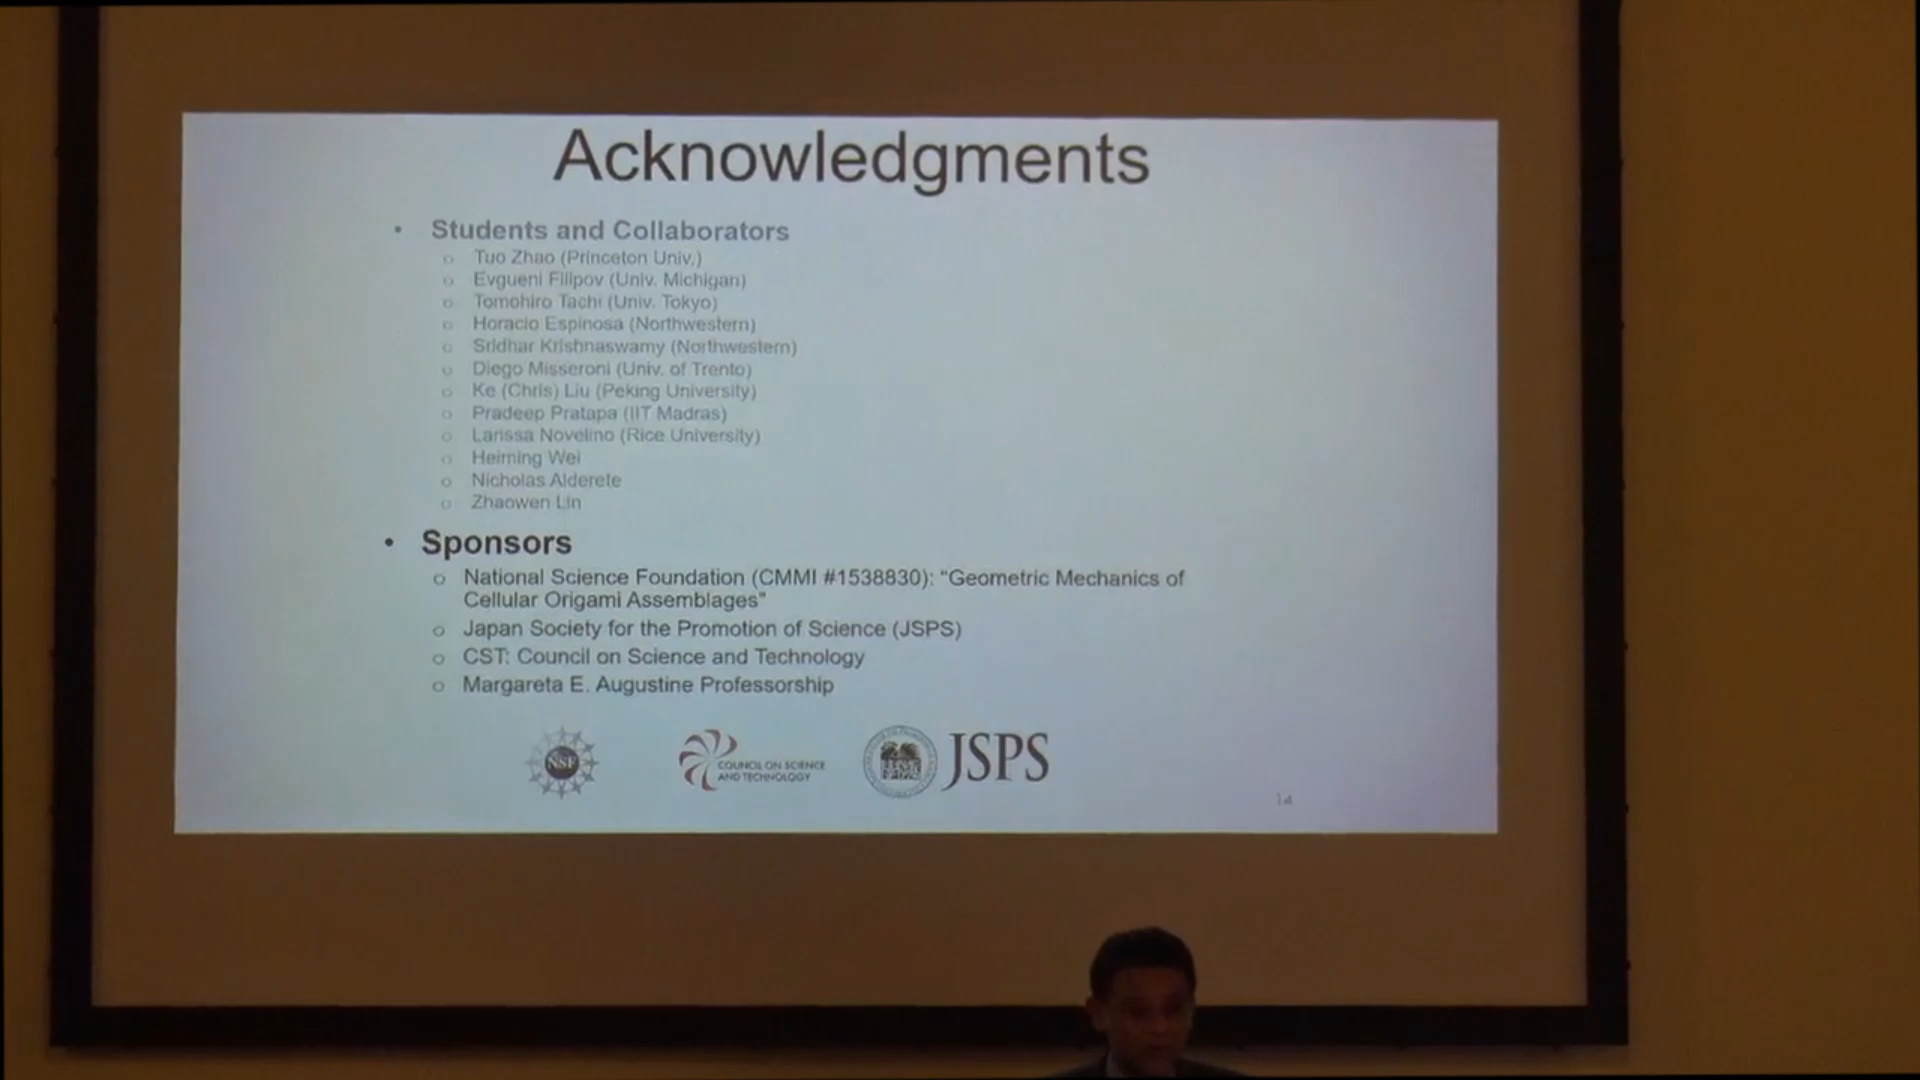 Acknowledgments
• Students and Collaborators
o Tuo Zhao (Princeton Univ.)
o Evgueni Filipov (Univ. Michigan)
o Tomohiro Tachi (Univ. Tokyo)
o Horacio Espinosa (Northwestern)
o Sridhar Krishnaswamy (Northwestern)
o Diego Misseroni (Univ. of Trento)
o Ke (Chris) Liu (Peking University)
o Pradeep Pratapa (IIT Madras)
o Larissa Novelino (Rice University)
o Heiming Wei
o Nicholas Alderete
o Zhaowen Lin
• Sponsors
o National Science Foundation (CMMI #1538830): “Geometric Mechanics of
Cellular Origami Assemblages"
o Japan Society for the Promotion of Science (JSPS)
o CST: Council on Science and Technology
o Margareta E. Augustine Professorship
NSF
COUNCIL ON SCIENCE
AND TECHNOLOGY
JSPS
14